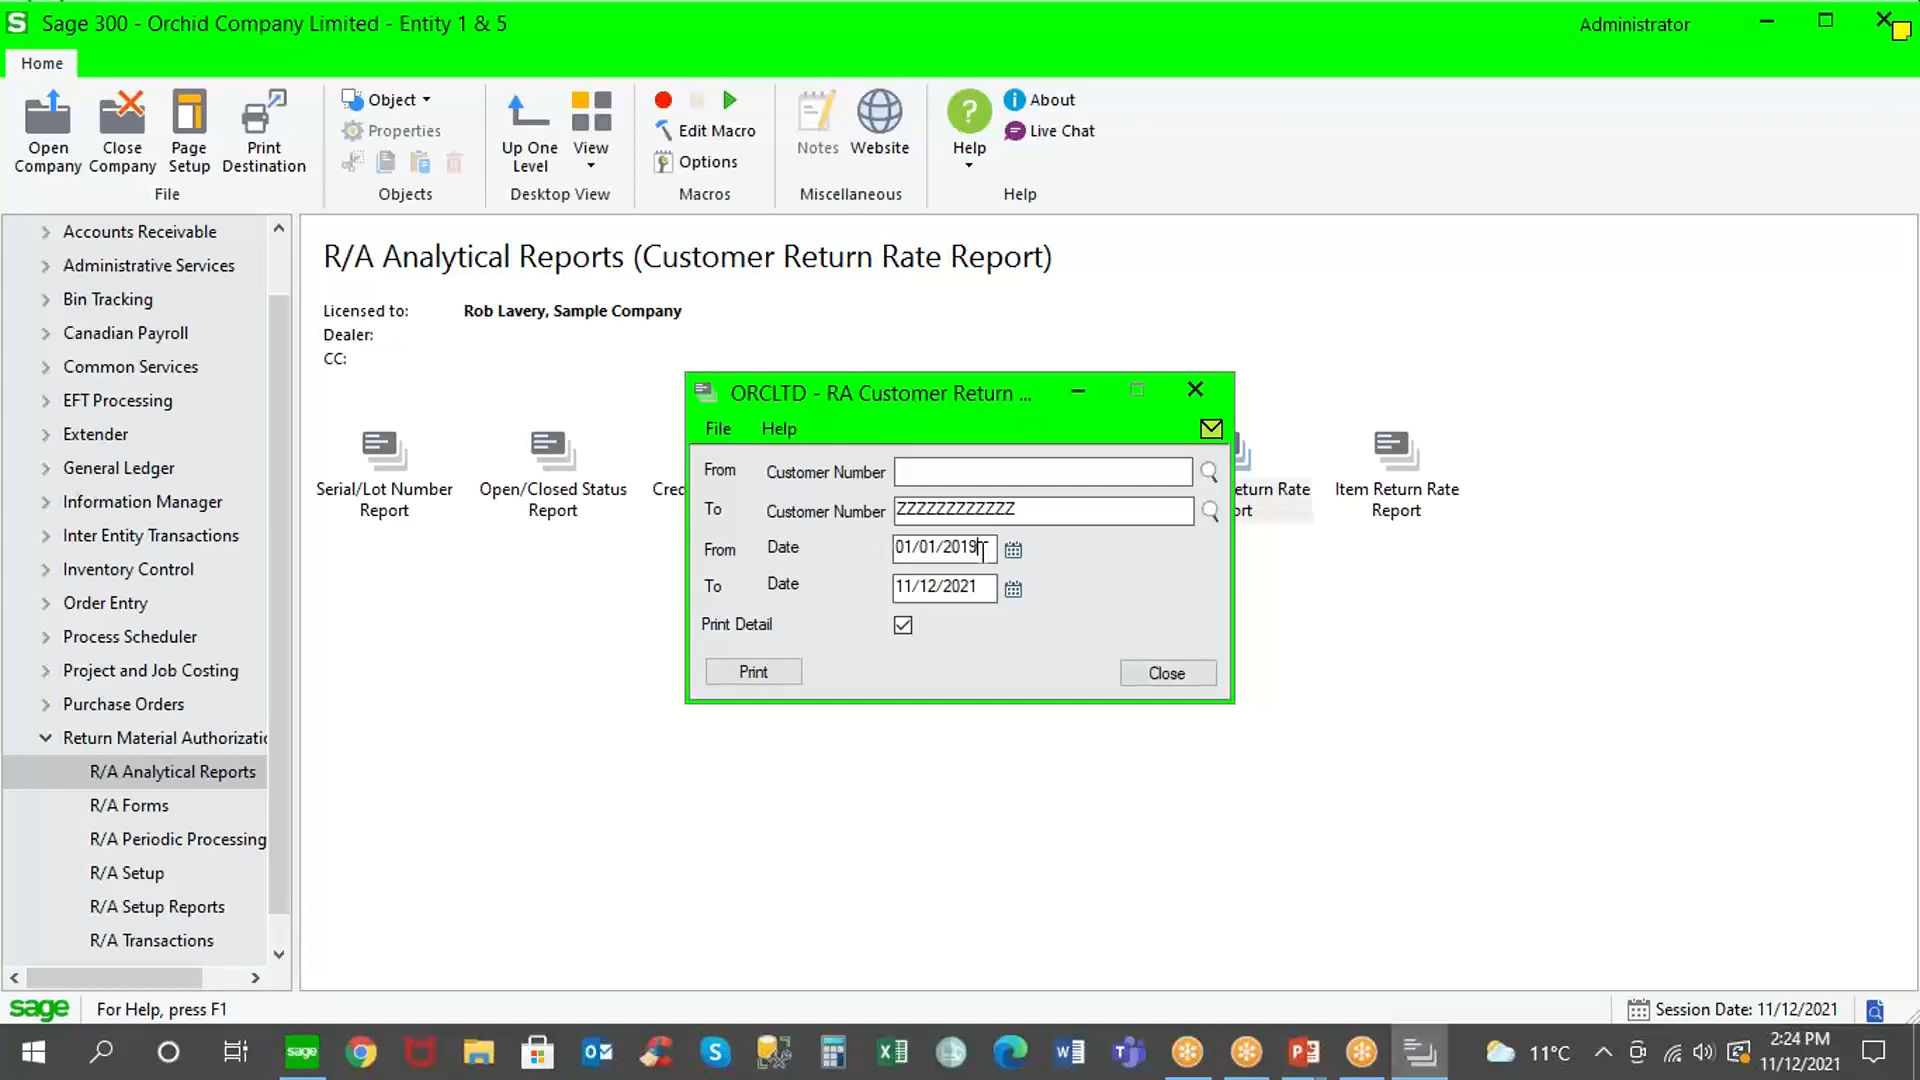 Sage 300 - Orchid Company Limited - Entity 1 & 5
Administrator
Home
Open Company
Close Company
Page Setup
Print Destination
File
Object
Properties
Objects
Up One Level
View
Desktop View
Edit Macro
Options
Macros
Notes
Website
Miscellaneous
Help
About
Live Chat
Help
Accounts Receivable
Administrative Services
Bin Tracking
Canadian Payroll
Common Services
EFT Processing
Extender
General Ledger
Information Manager
Inter Entity Transactions
Inventory Control
Order Entry
Process Scheduler
Project and Job Costing
Purchase Orders
Return Material Authorizatio
R/A Analytical Reports
R/A Forms
R/A Periodic Processing
R/A Setup
R/A Setup Reports
R/A Transactions
R/A Analytical Reports (Customer Return Rate Report)
Licensed to: Rob Lavery, Sample Company
Dealer:
CC:
Serial/Lot Number Report
Open/Closed Status Report
Cred
eturn Rate
ort
Item Return Rate Report
ORCLTD - RA Customer Return ...
File Help
From Customer Number
To Customer Number ZZZZZZZZZZZZ
From Date 01/01/2019
To Date 11/12/2021
Print Detail
Print
Close
sage For Help, press F1
Session Date: 11/12/2021
sage
11°C
2:24 PM
11/12/2021